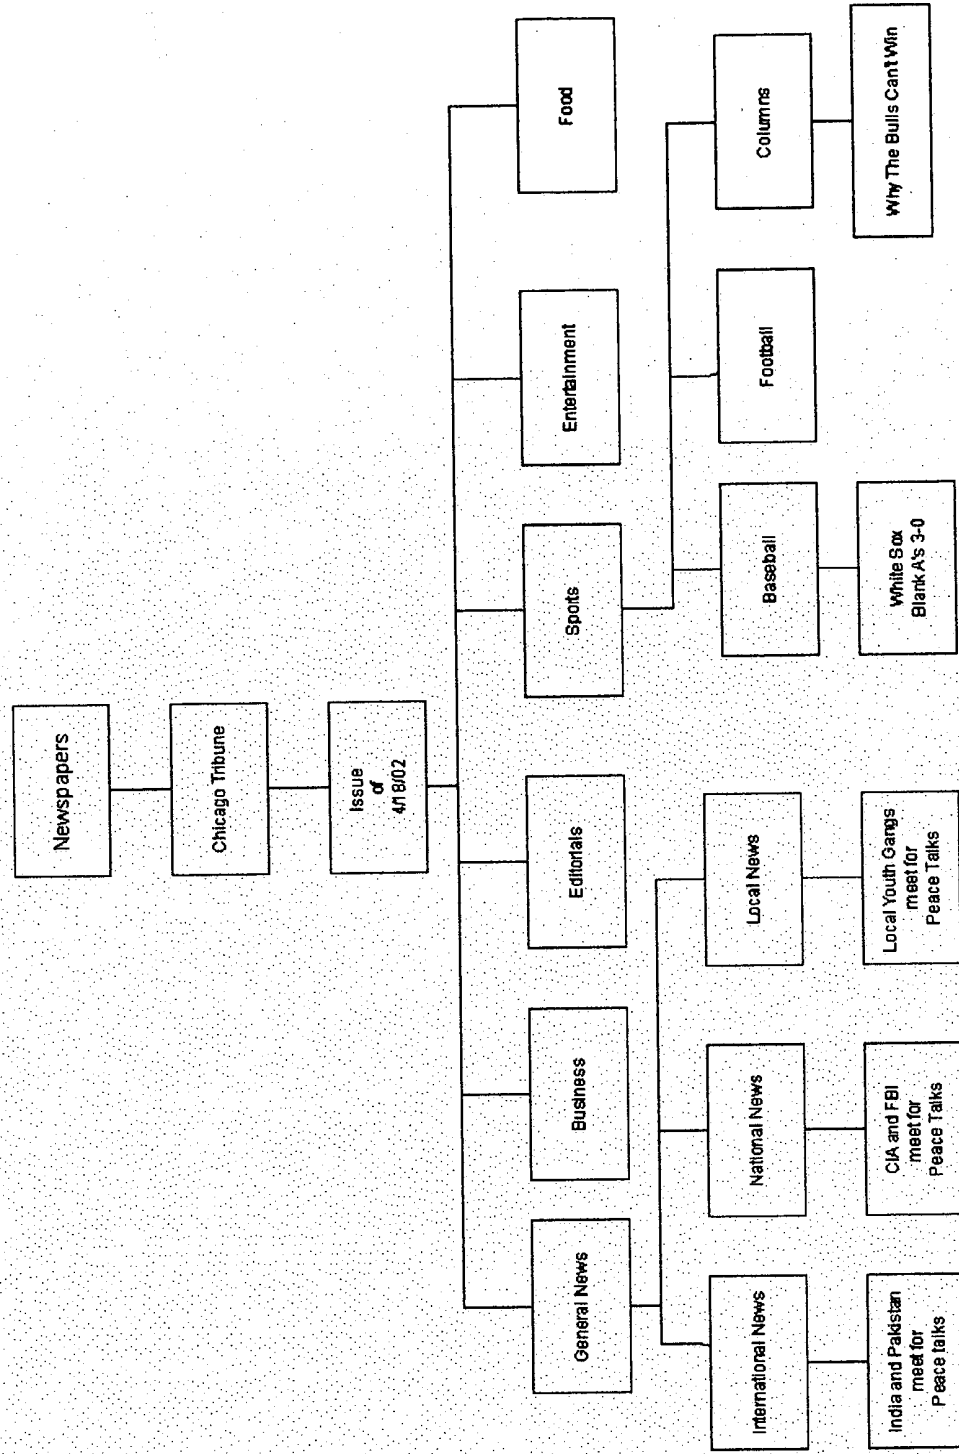 Newspapers
Chicago Tribune
Issue
of
4/18/02
General News
Business
Editorials
Sports
Entertainment
Food
International News
National News
Local News
Baseball
Football
Columns
India and Pakistan
meet for
Peace talks
CIA and FBI
meet for
Peace Talks
Local Youth Gangs
meet for
Peace Talks
White Sox
Blank A's 3-0
Why The Bulls Can't Win